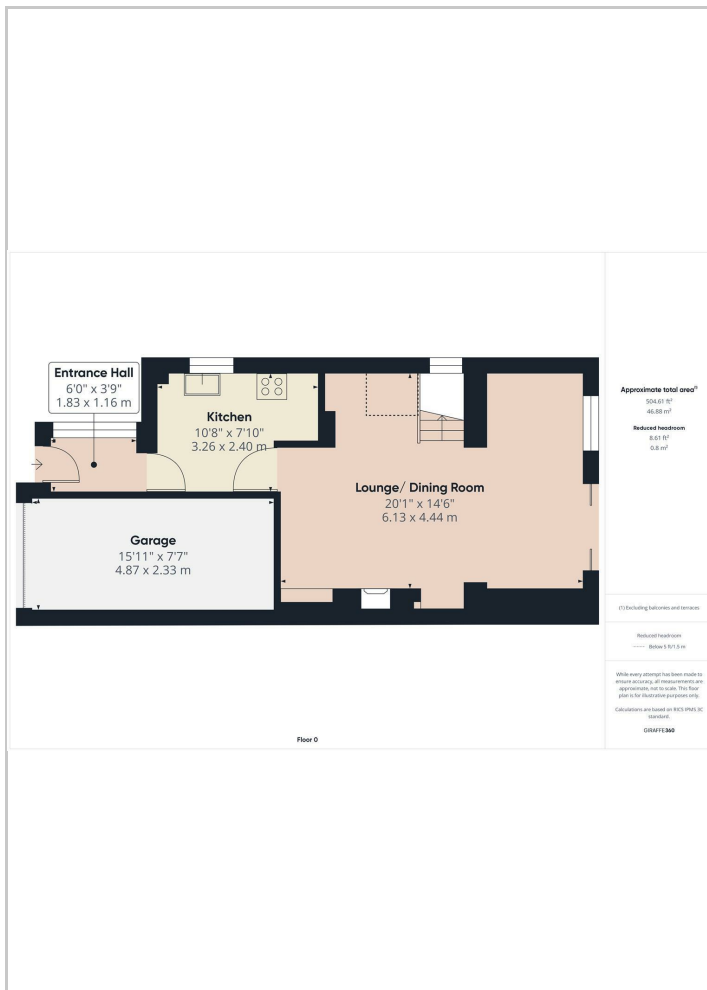 Entrance Hall
6'0" x 3'9"
1.83 x 1.16 m
Kitchen
10'8" x 7'10"
3.26 x 2.40 m
Lounge/ Dining Room
20'1" x 14'6"
6.13 x 4.44 m
Garage
15'11" x 7'7"
4.87 x 2.33 m
Floor 0
Approximate total area⁽¹⁾
504.61 ft²
46.88 m²
Reduced headroom
8.61 ft²
0.8 m²
(1) Excluding balconies and terraces
Reduced headroom
Below 5 ft/1.5 m
While every attempt has been made to
ensure accuracy, all measurements are
approximate, not to scale. This floor
plan is for illustrative purposes only.
Calculations are based on RICS IPMS 3C
standard.
GIRAFFE360